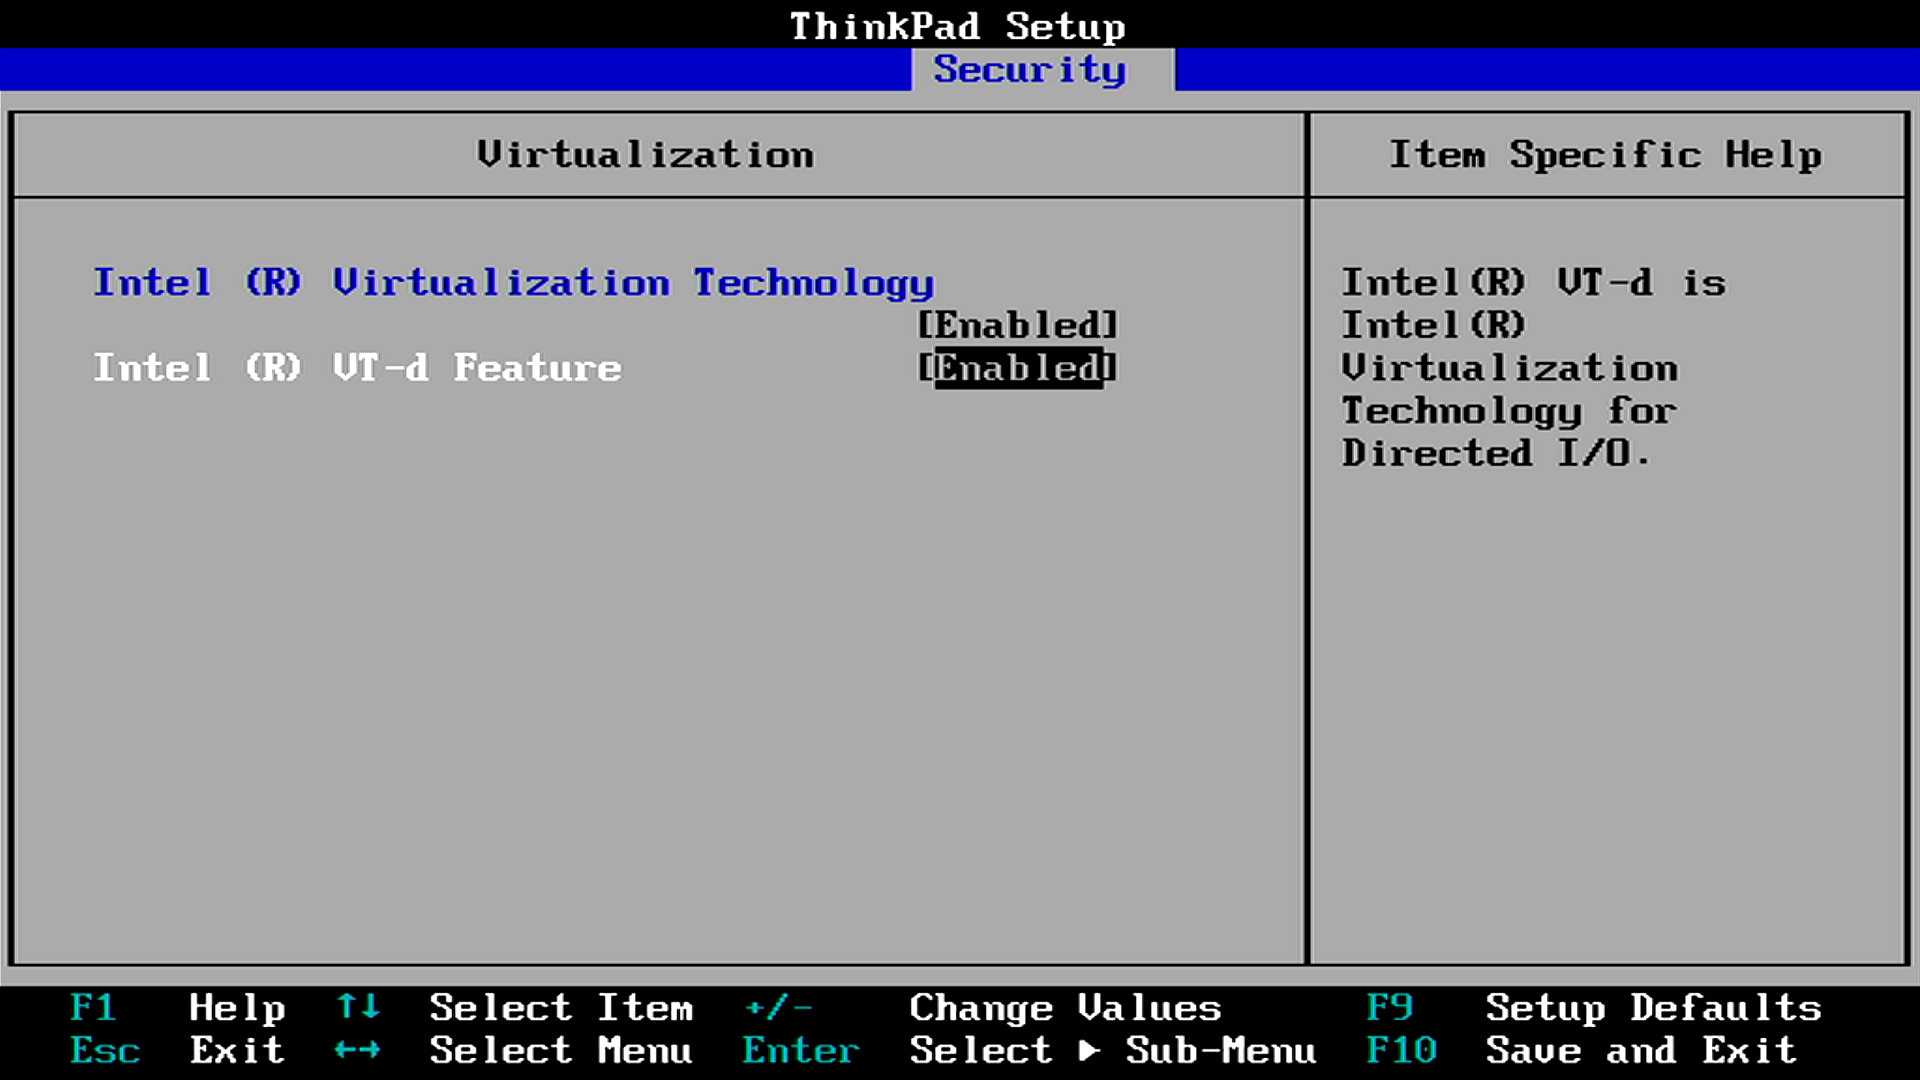 ThinkPad Setup
Security
Virtualization
Item Specific Help
Intel (R) Virtualization Technology
[Enabled]
Intel (R) VT-d Feature [Enabled]
Intel(R) VT-d is
Intel(R)
Virtualization
Technology for
Directed I/O.
F1 Help ↑↓ Select Item +/- Change Values F9 Setup Defaults
Esc Exit ←→ Select Menu Enter Select ▶ Sub-Menu F10 Save and Exit